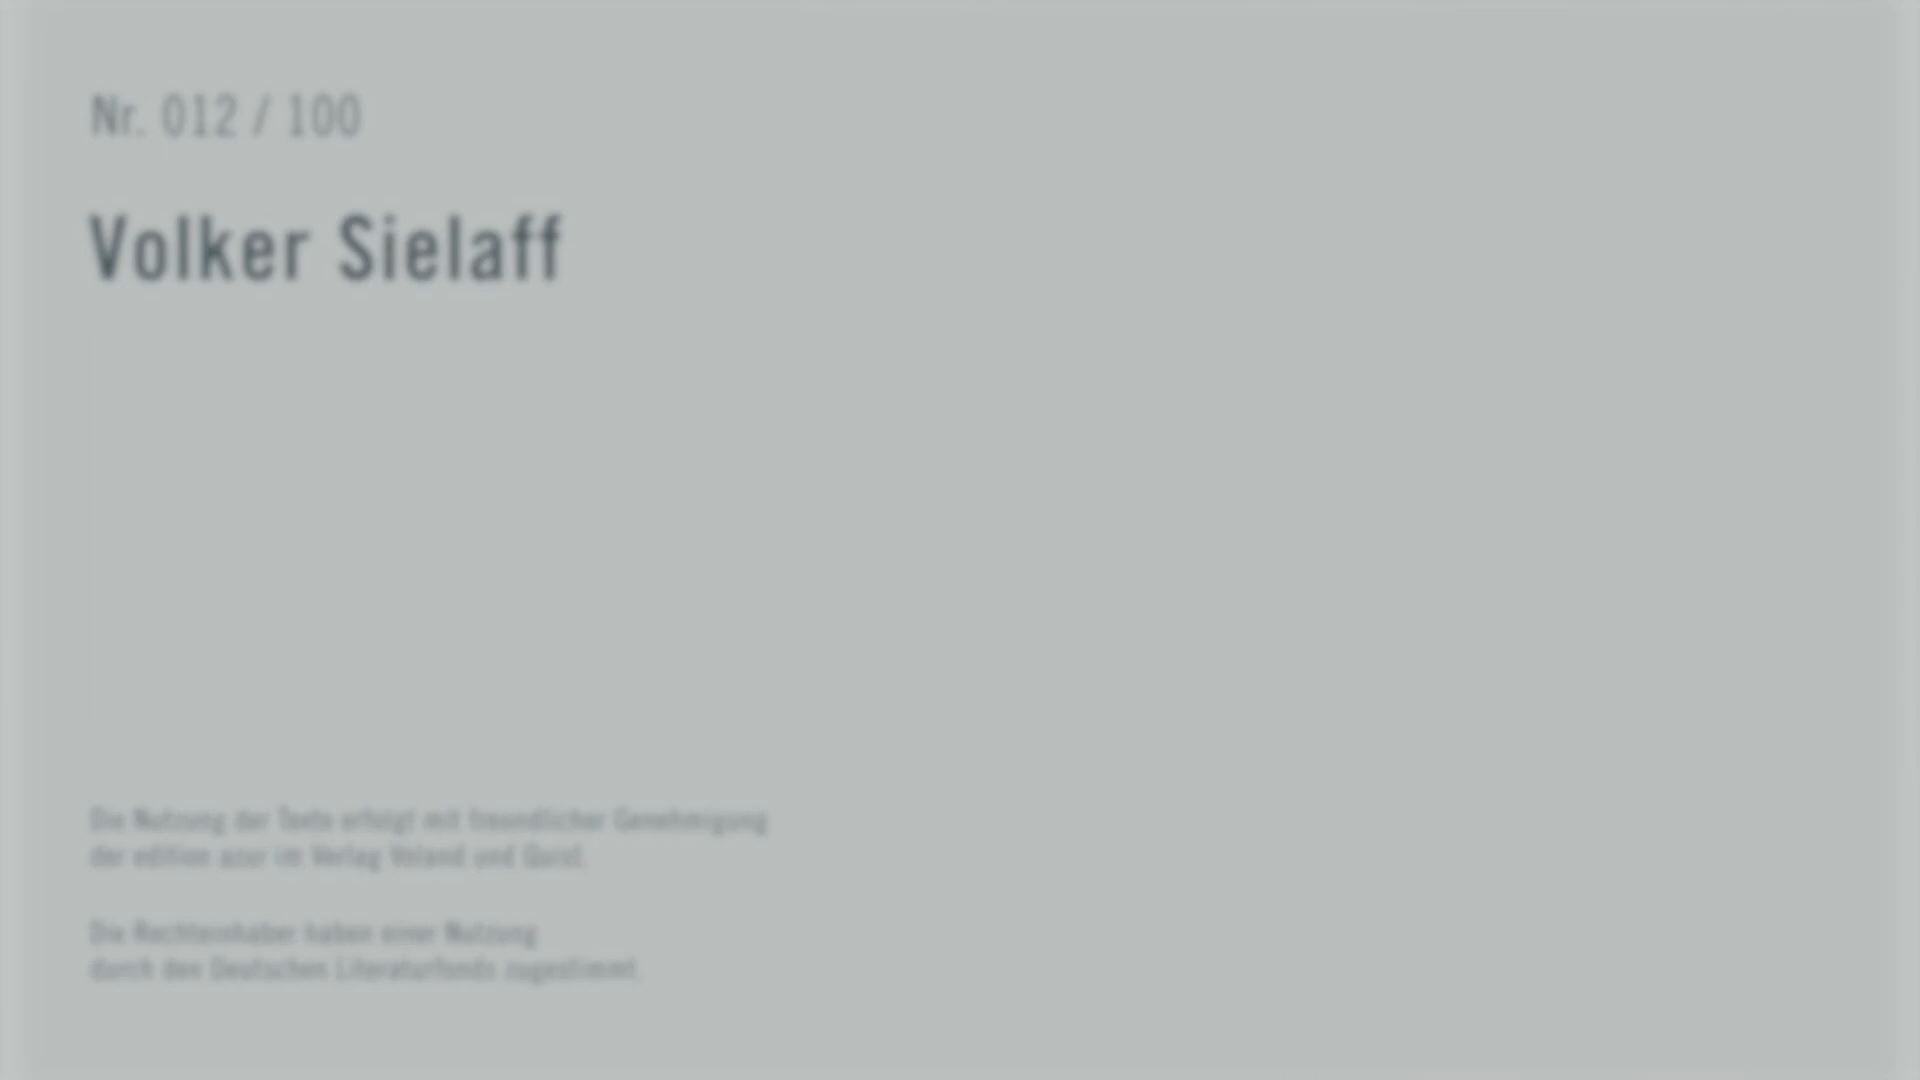 Nr. 012 / 100
Volker Sielaff
Die Nutzung der Texte erfolgt mit freundlicher Genehmigung
der edition azur im Verlag Voland und Quist.
Die Rechteinhaber haben einer Nutzung
durch den Deutschen Literaturfonds zugestimmt.